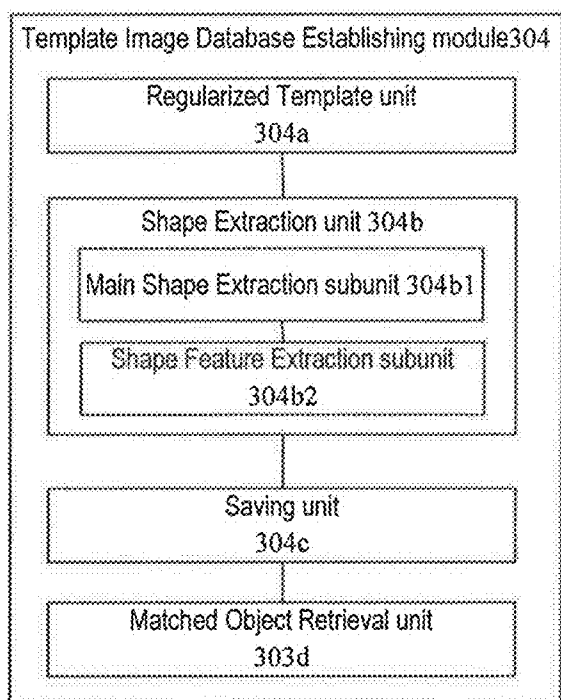 Template Image Database Establishing module304
Regularized Template unit
304a
Shape Extraction unit 304b
Main Shape Extraction subunit 304b1
Shape Feature Extraction subunit
304b2
Saving unit
304c
Matched Object Retrieval unit
303d